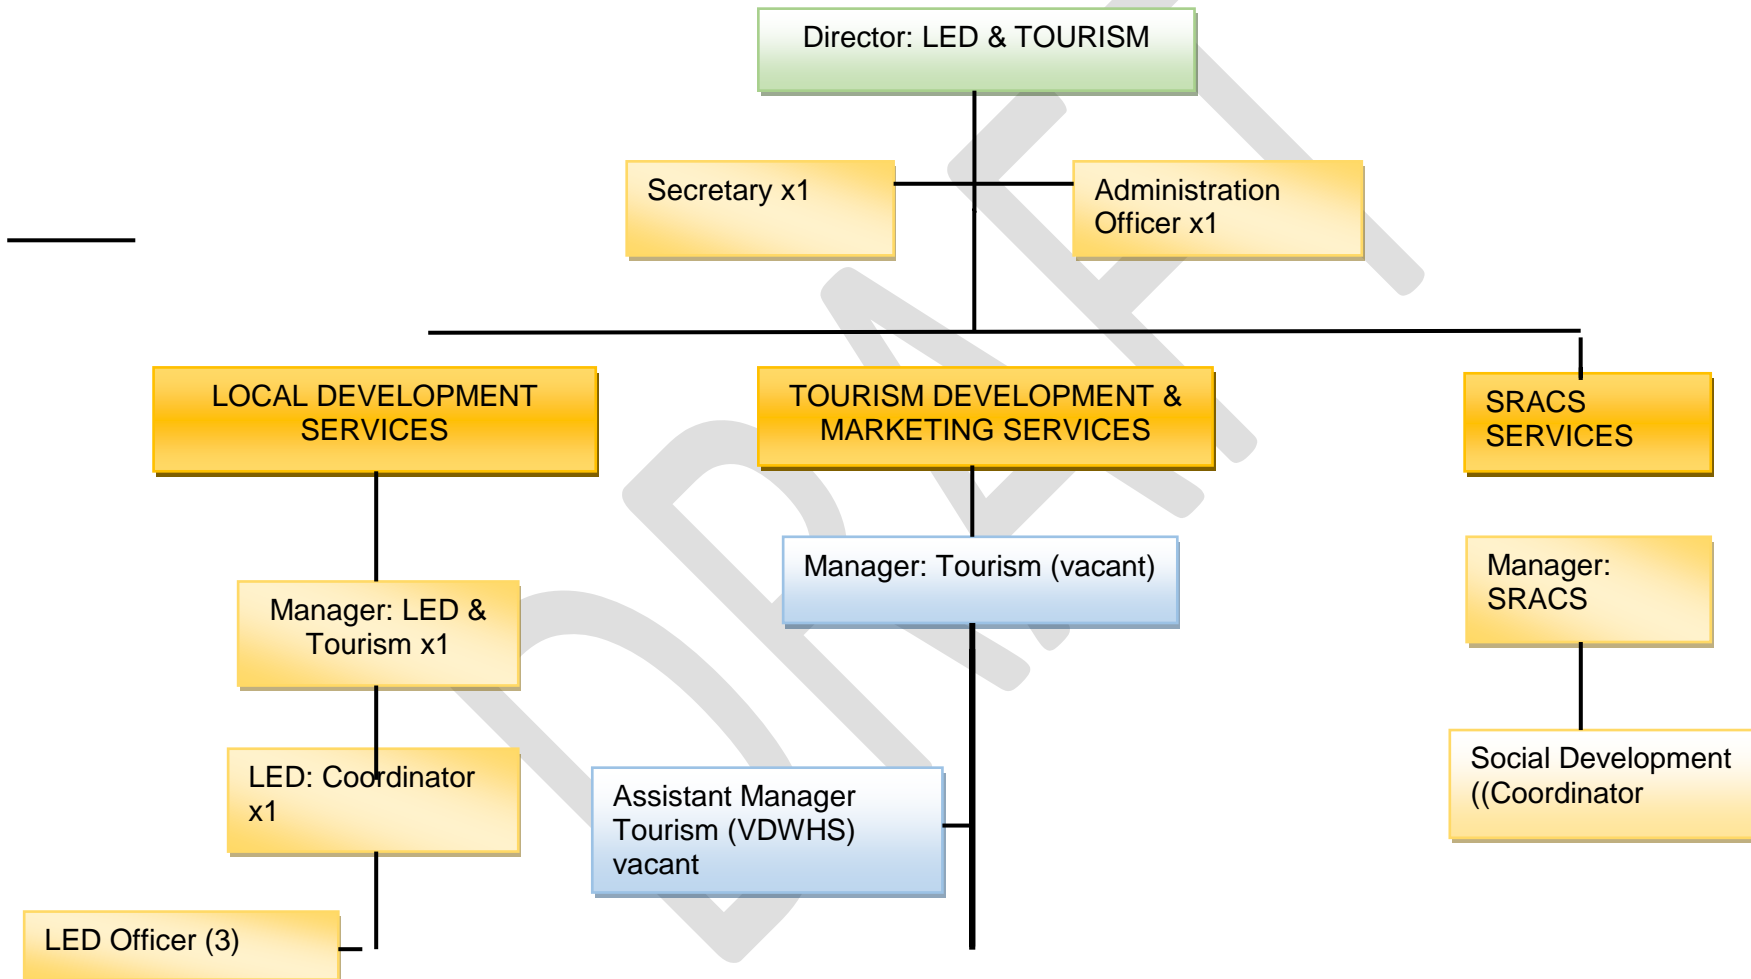 Director: LED & TOURISM
Secretary x1
Administration
Officer x1
LOCAL DEVELOPMENT
SERVICES
TOURISM DEVELOPMENT &
MARKETING SERVICES
SRACS
SERVICES
Manager: LED &
Tourism x1
Manager: Tourism (vacant)
Manager:
SRACS
LED: Coordinator
x1
Assistant Manager
Tourism (VDWHS)
vacant
Social Development
((Coordinator
LED Officer (3)
DRAFT